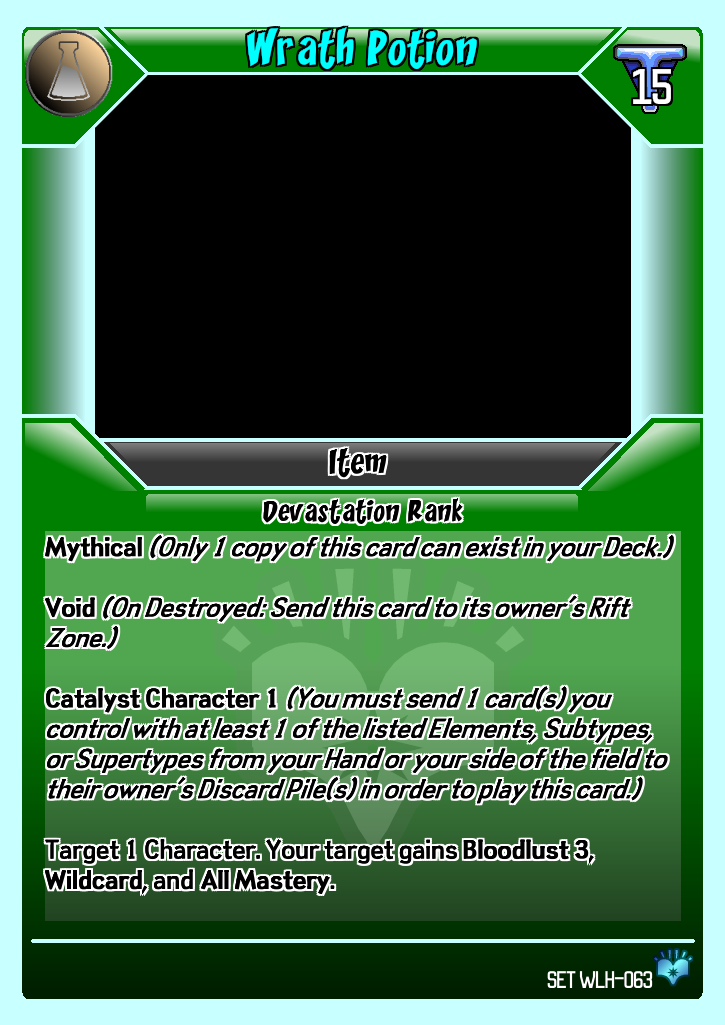 Wrath Potion
15
Item
Devastation Rank
Mythical (Only 1 copy of this card can exist in your Deck.)
Void (On Destroyed: Send this card to its owner's Rift
Zone.)
Catalyst Character 1 (You must send 1 card(s) you
control with at least 1 of the listed Elements, Subtypes,
or Supertypes from your Hand or your side of the field to
their owner's Discard Pile(s) in order to play this card.)
Target 1 Character. Your target gains Bloodlust 3,
Wildcard, and All Mastery.
SET WLH-063